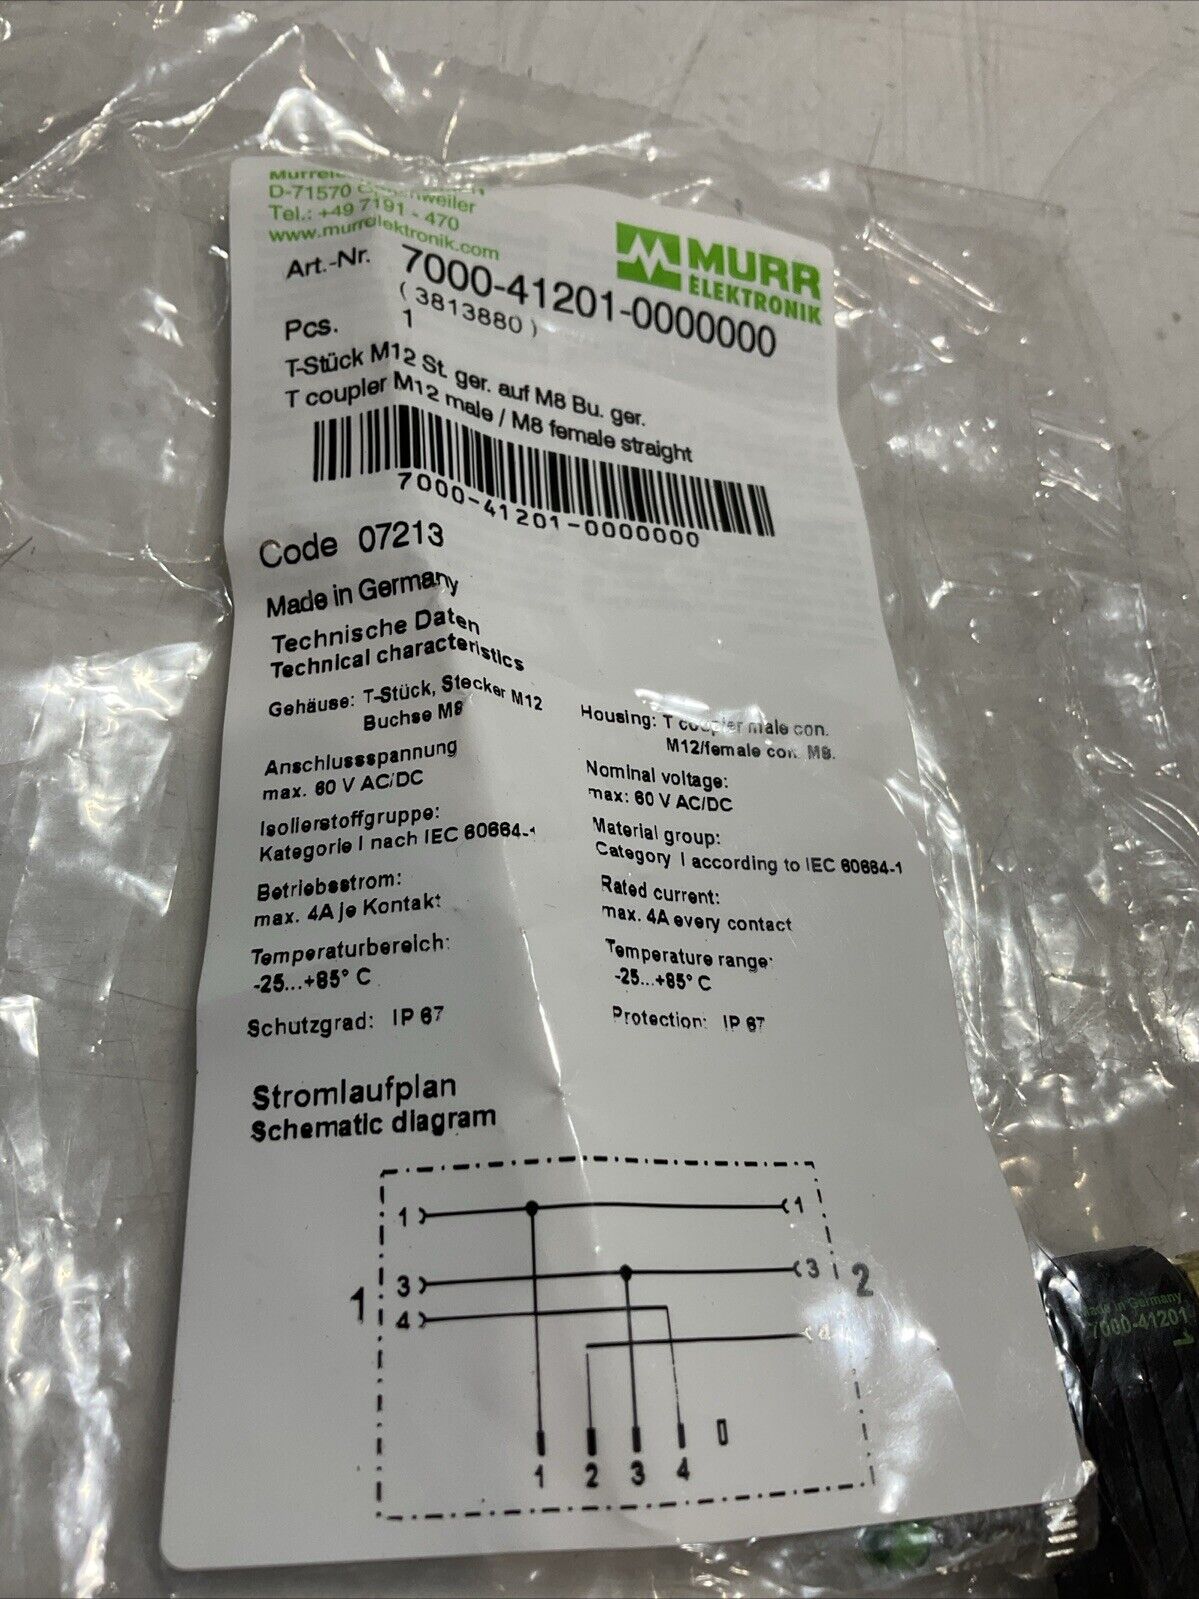 D-71570
Tel.: +49 7191 - 470
www.murrelektronik.com
MURR
ELEKTRONIK
Art.-Nr. 7000-41201-0000000
( 3813880 )
Pcs. 1
T-Stück M12 St. ger. auf M8 Bu. ger.
T coupler M12 male / M8 female straight
7000-41201-0000000
Code 07213
Made in Germany
Technische Daten
Technical characteristics
Gehäuse: T-Stück, Stecker M12
Buchse M8
Housing: T coupler male con.
M12/female con. M8.
Anschlussspannung
max. 60 V AC/DC
Nominal voltage:
max: 60 V AC/DC
Isolierstoffgruppe:
Kategorie I nach IEC 60664-1
Material group:
Category I according to IEC 60664-1
Betriebsstrom:
max. 4A je Kontakt
Rated current:
max. 4A every contact
Temperaturbereich:
-25...+85° C
Temperature range:
-25...+85° C
Schutzgrad: IP 67
Protection: IP 67
Stromlaufplan
Schematic diagram
1 1
3 3
1 2
4
1 2 3 4
Made in Germany
7000-41201